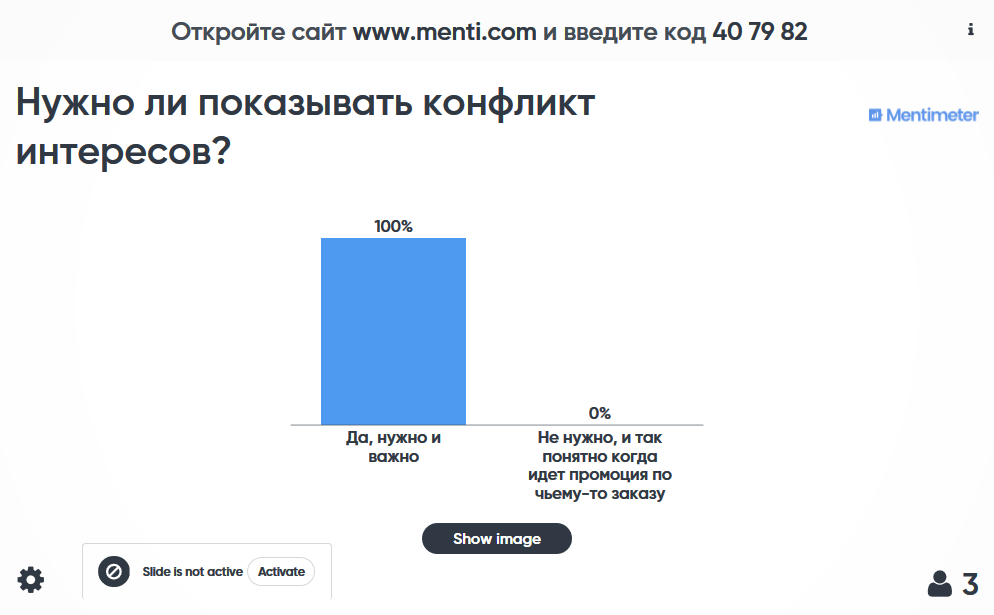 Откройте сайт www.menti.com и введите код 40 79 82
i
Нужно ли показывать конфликт
интересов?
Mentimeter
100%
0%
Да, нужно и
важно
Не нужно, и так
понятно когда
идет промоция по
чьему-то заказу
Show image
Slide is not active Activate
3